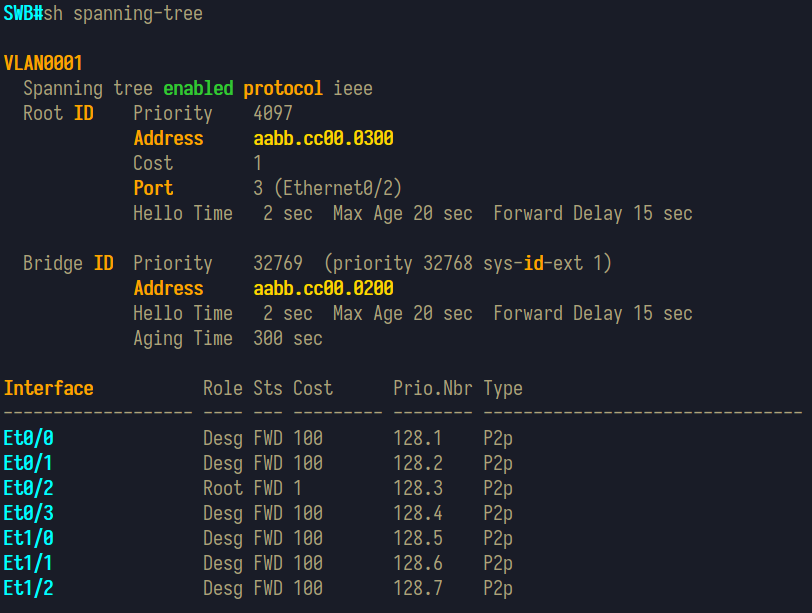 SWB#sh spanning-tree
VLAN0001
  Spanning tree enabled protocol ieee
  Root ID    Priority    4097
             Address     aabb.cc00.0300
             Cost        1
             Port        3 (Ethernet0/2)
             Hello Time   2 sec  Max Age 20 sec  Forward Delay 15 sec
  Bridge ID  Priority    32769  (priority 32768 sys-id-ext 1)
             Address     aabb.cc00.0200
             Hello Time   2 sec  Max Age 20 sec  Forward Delay 15 sec
             Aging Time  300 sec
Interface           Role Sts Cost      Prio.Nbr Type
------------------- ---- --- --------- -------- --------------------------------
Et0/0               Desg FWD 100       128.1    P2p
Et0/1               Desg FWD 100       128.2    P2p
Et0/2               Root FWD 1         128.3    P2p
Et0/3               Desg FWD 100       128.4    P2p
Et1/0               Desg FWD 100       128.5    P2p
Et1/1               Desg FWD 100       128.6    P2p
Et1/2               Desg FWD 100       128.7    P2p